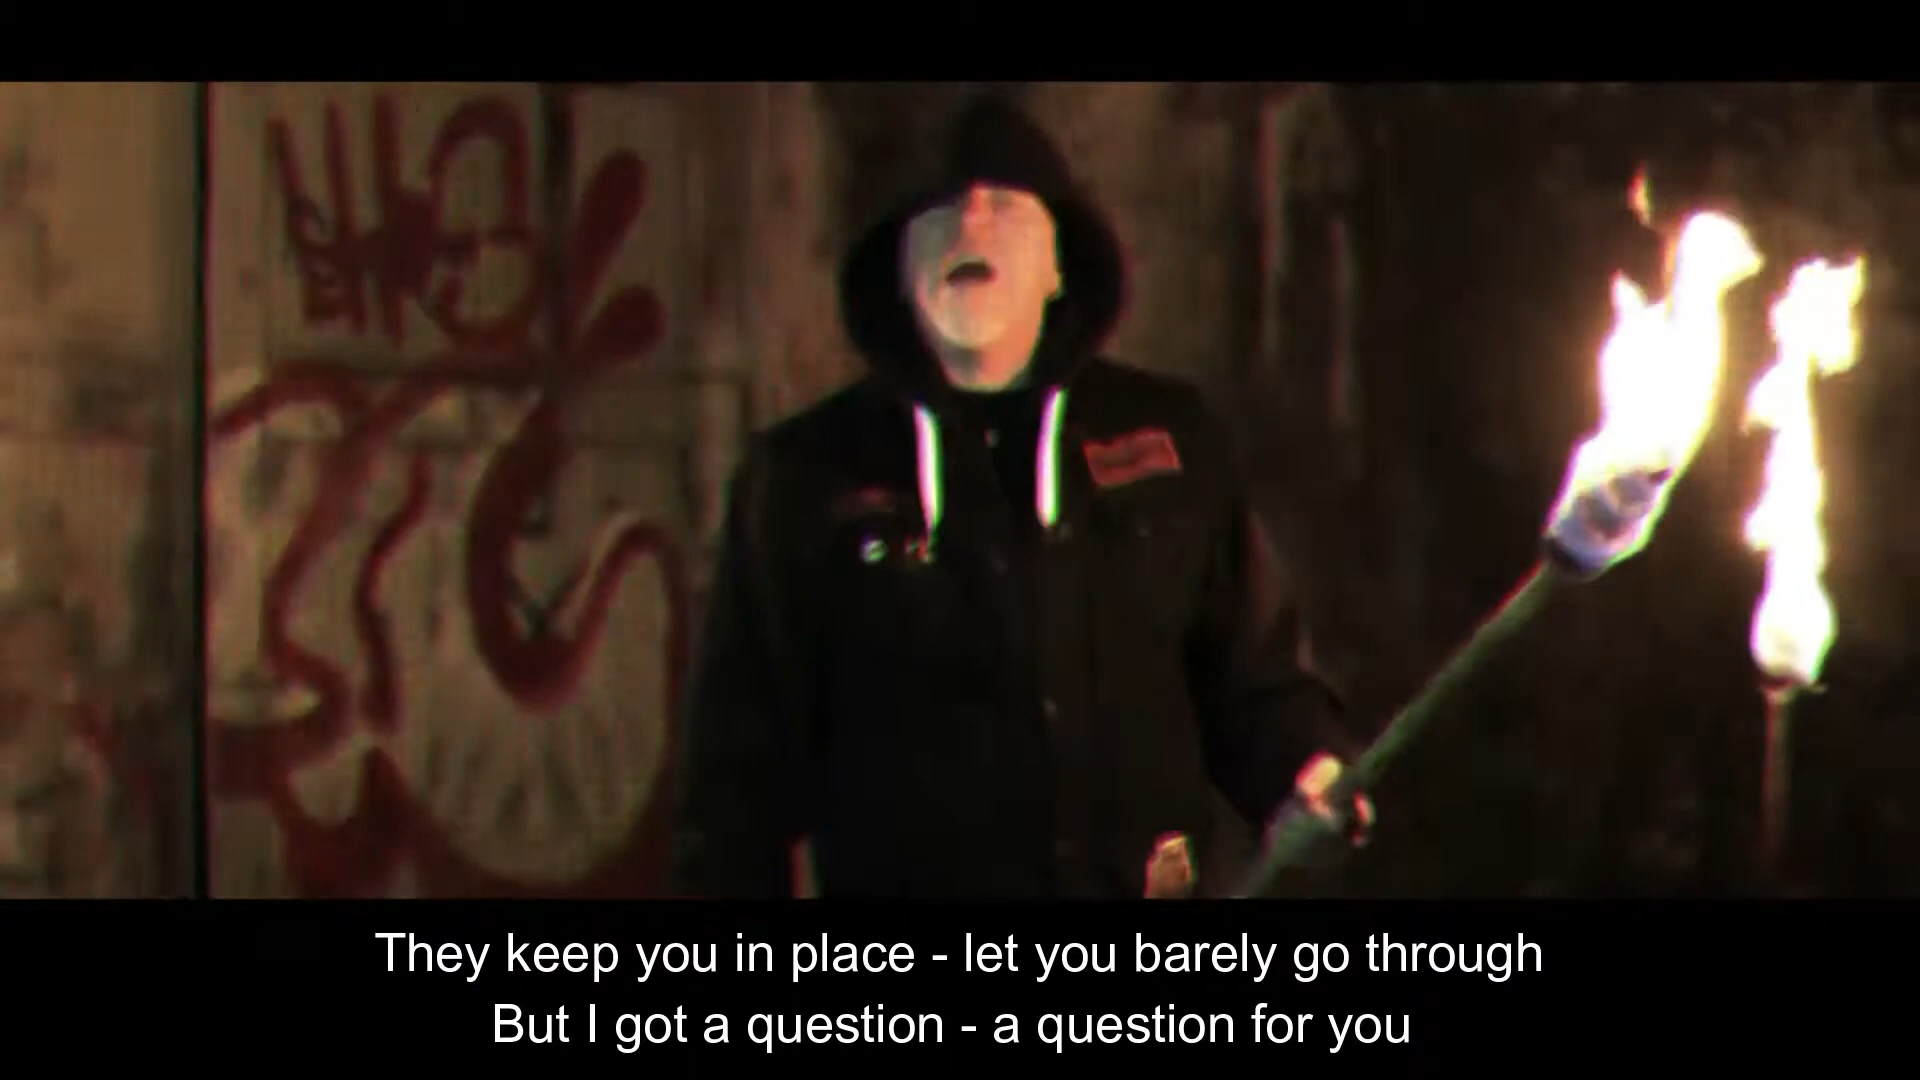 They keep you in place - let you barely go through
But I got a question - a question for you